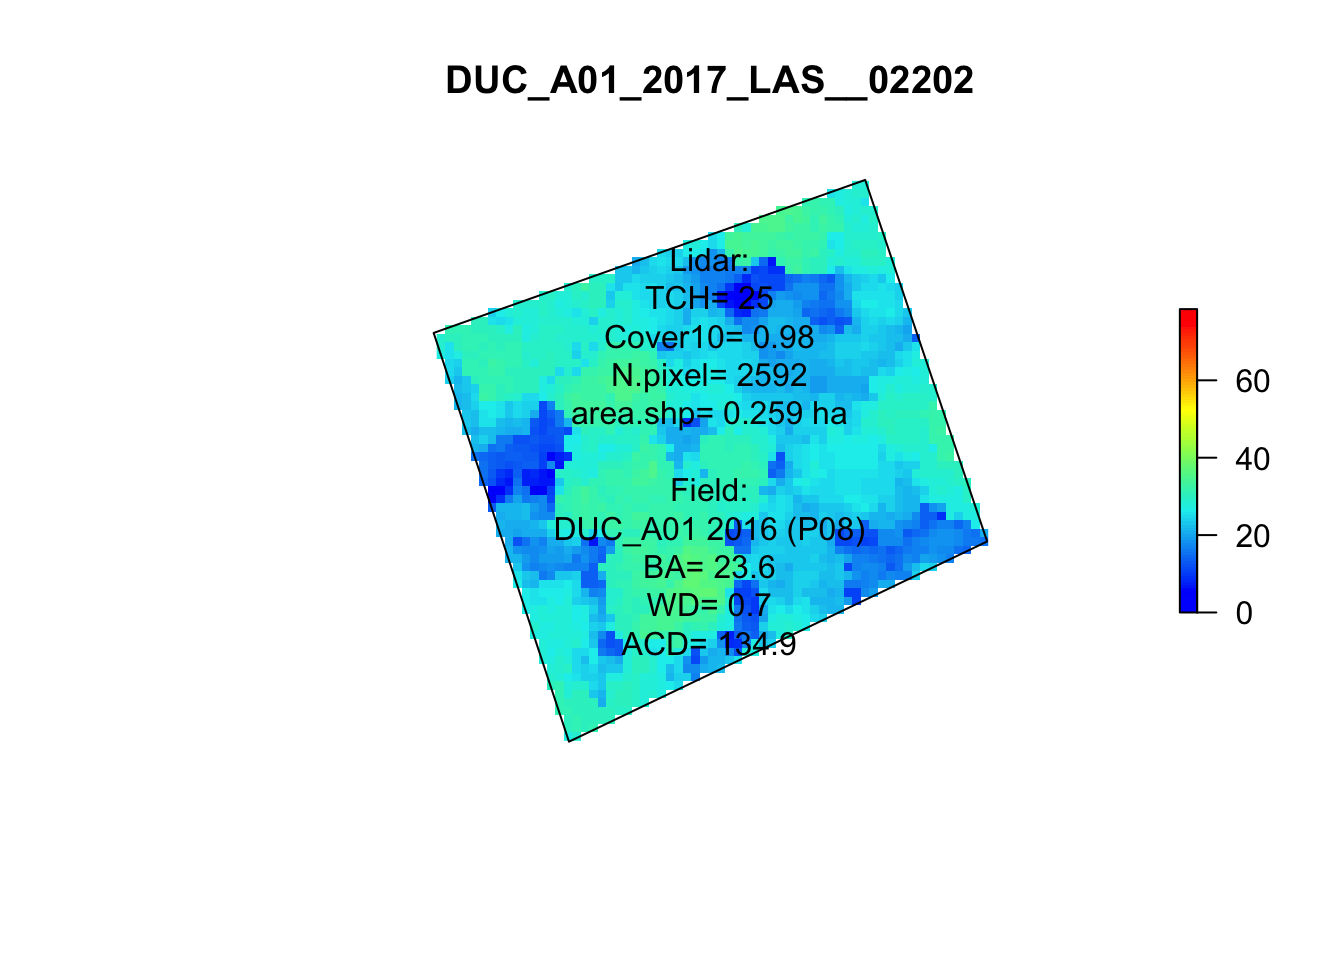 DUC_A01_2017_LAS__02202
Lidar:
TCH= 25
Cover10= 0.98
N.pixel= 2592
area.shp= 0.259 ha
Field:
DUC_A01 2016 (P08)
BA= 23.6
WD= 0.7
ACD= 134.9
60
40
20
0